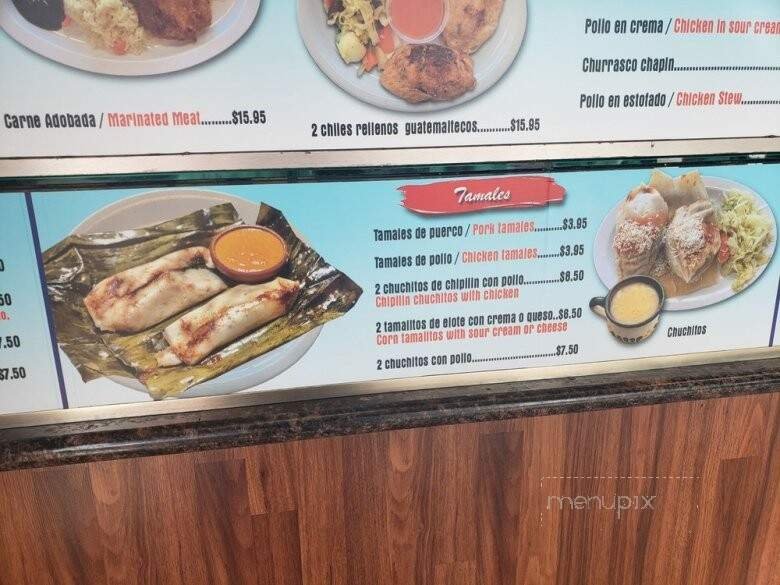 Pollo en crema / Chicken in sour cream
Churrasco chapin
Pollo en estofado / Chicken Stew
Carne Adobada / Marinated Meat.........$15.95
2 chiles rellenos guatemaltecos...........$15.95
Tamales
Tamales de puerco / Pork tamales..........$3.95
Tamales de pollo / Chicken tamales.......$3.95
2 chuchitos de chipilin con pollo..........$8.50
Chipilin chuchitos with chicken
2 tamalitos de elote con crema o queso..$6.50
Corn tamalitos with sour cream or cheese
2 chuchitos con pollo.........................$7.50
Chuchitos
.50
$7.50
menupix